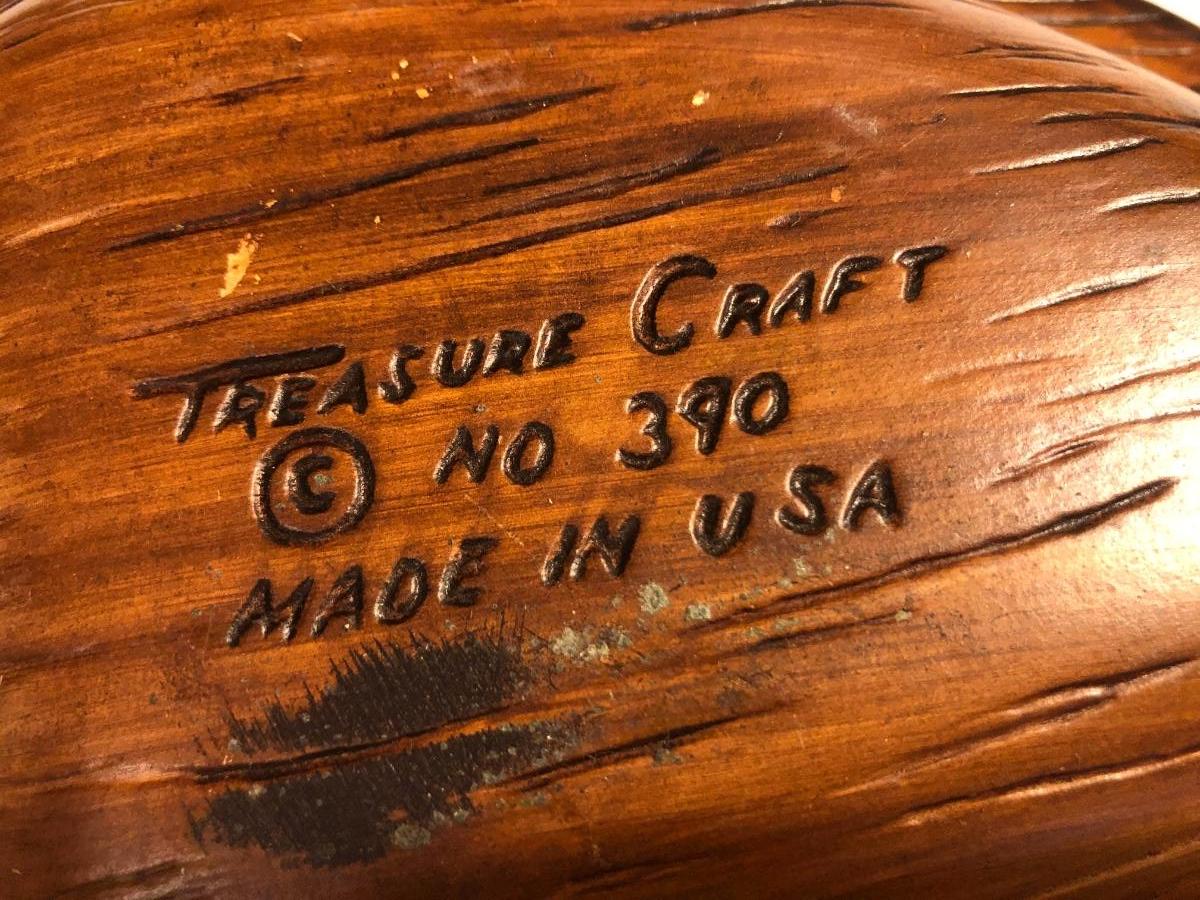 TREASURE CRAFT
© NO 390
MADE IN USA